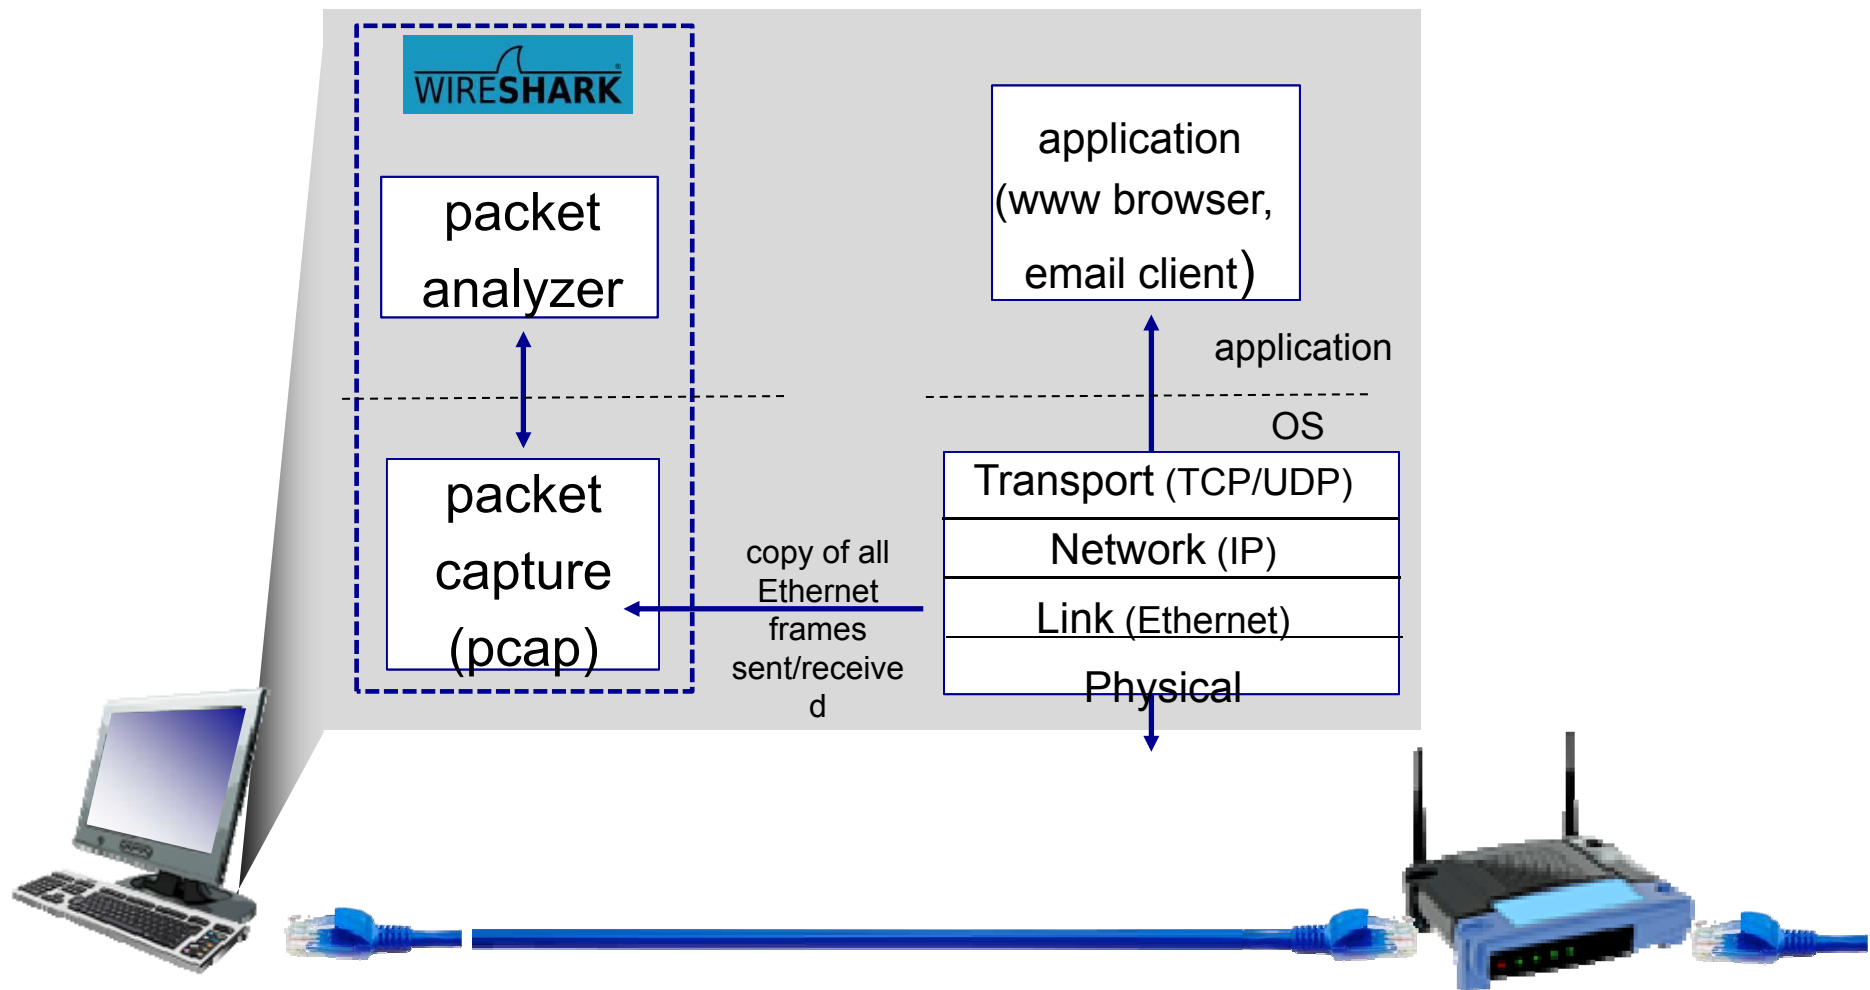 WIRESHARK®
packet
analyzer
packet
capture
(pcap)
copy of all
Ethernet
frames
sent/receive
d
application
(www browser,
email client)
application
OS
Transport (TCP/UDP)
Network (IP)
Link (Ethernet)
Physical